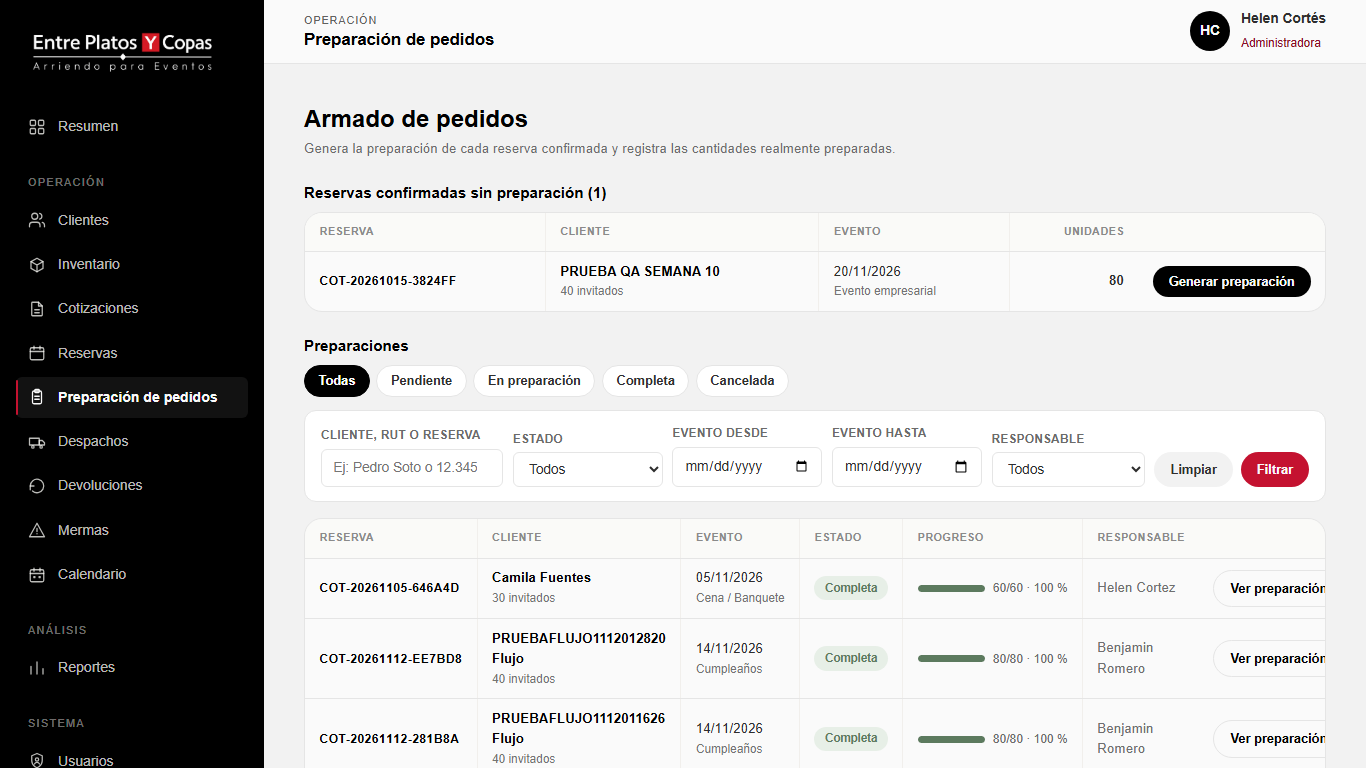 Entre Platos Y Copas
Arriendo para Eventos
Resumen
OPERACIÓN
Clientes
Inventario
Cotizaciones
Reservas
Preparación de pedidos
Despachos
Devoluciones
Mermas
Calendario
ANÁLISIS
Reportes
SISTEMA
Usuarios
OPERACIÓN
Preparación de pedidos
HC
Helen Cortés
Administradora
Armado de pedidos
Genera la preparación de cada reserva confirmada y registra las cantidades realmente preparadas.
Reservas confirmadas sin preparación (1)
RESERVA CLIENTE EVENTO UNIDADES
COT-20261015-3824FF PRUEBA QA SEMANA 10 20/11/2026 80 Generar preparación
40 invitados Evento empresarial
Preparaciones
Todas Pendiente En preparación Completa Cancelada
CLIENTE, RUT O RESERVA ESTADO EVENTO DESDE EVENTO HASTA RESPONSABLE
Ej: Pedro Soto o 12.345 Todos mm/dd/yyyy mm/dd/yyyy Todos Limpiar Filtrar
RESERVA CLIENTE EVENTO ESTADO PROGRESO RESPONSABLE
COT-20261105-646A4D Camila Fuentes 05/11/2026 Completa 60/60 · 100 % Helen Cortez Ver preparación
30 invitados Cena / Banquete
COT-20261112-EE7BD8 PRUEBAFLUJO1112012820 14/11/2026 Completa 80/80 · 100 % Benjamin Ver preparación
Flujo Cumpleaños Romero
40 invitados
COT-20261112-281B8A PRUEBAFLUJO1112011626 14/11/2026 Completa 80/80 · 100 % Benjamin Ver preparación
Flujo Cumpleaños Romero
40 invitados